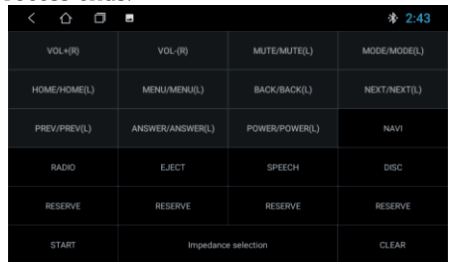 2:43
VOL+(R) VOL-(R) MUTE/MUTE(L) MODE/MODE(L)
HOME/HOME(L) MENU/MENU(L) BACK/BACK(L) NEXT/NEXT(L)
PREV/PREV(L) ANSWER/ANSWER(L) POWER/POWER(L) NAVI
RADIO EJECT SPEECH DISC
RESERVE RESERVE RESERVE RESERVE
START Impedance selection CLEAR